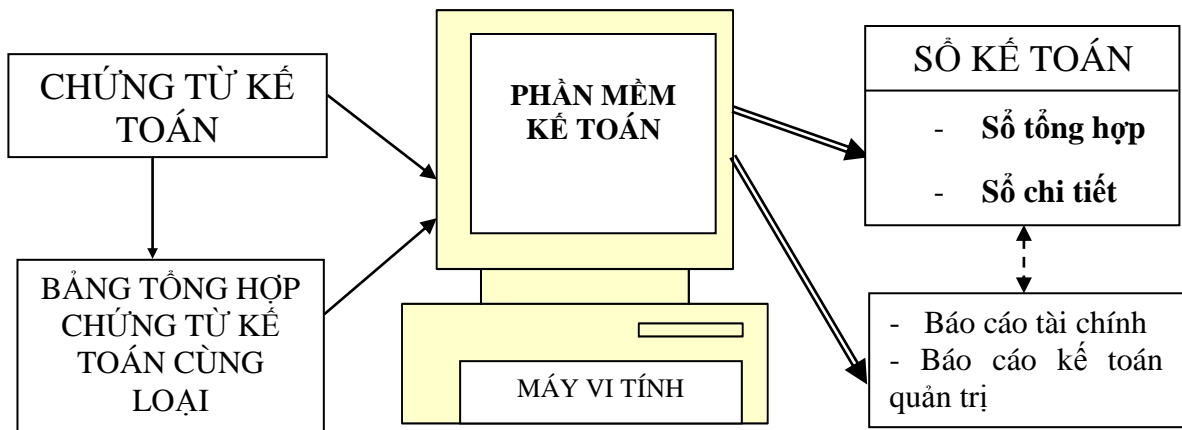 CHỨNG TỪ KẾ
TOÁN
BẢNG TỔNG HỢP
CHỨNG TỪ KẾ
TOÁN CÙNG
LOẠI
PHẦN MỀM
KẾ TOÁN
MÁY VI TÍNH
SỔ KẾ TOÁN
- Sổ tổng hợp
- Sổ chi tiết
- Báo cáo tài chính
- Báo cáo kế toán
quản trị